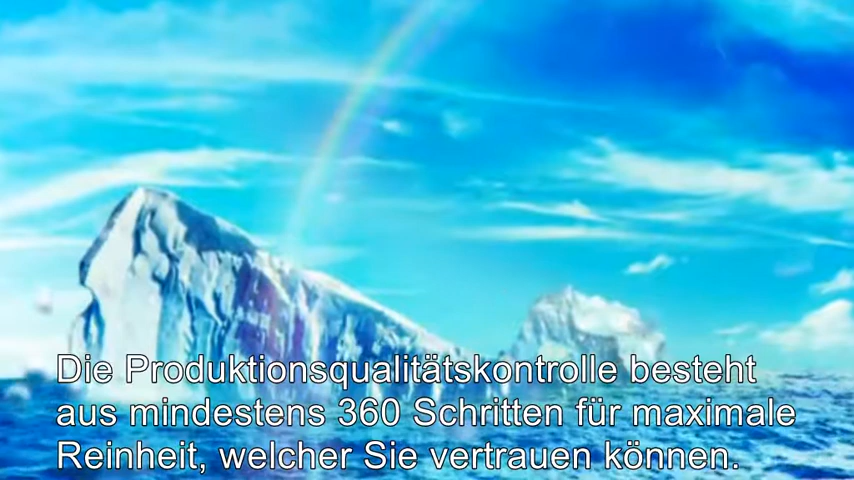 Die Produktionsqualitätskontrolle besteht
aus mindestens 360 Schritten für maximale
Reinheit, welcher Sie vertrauen können.